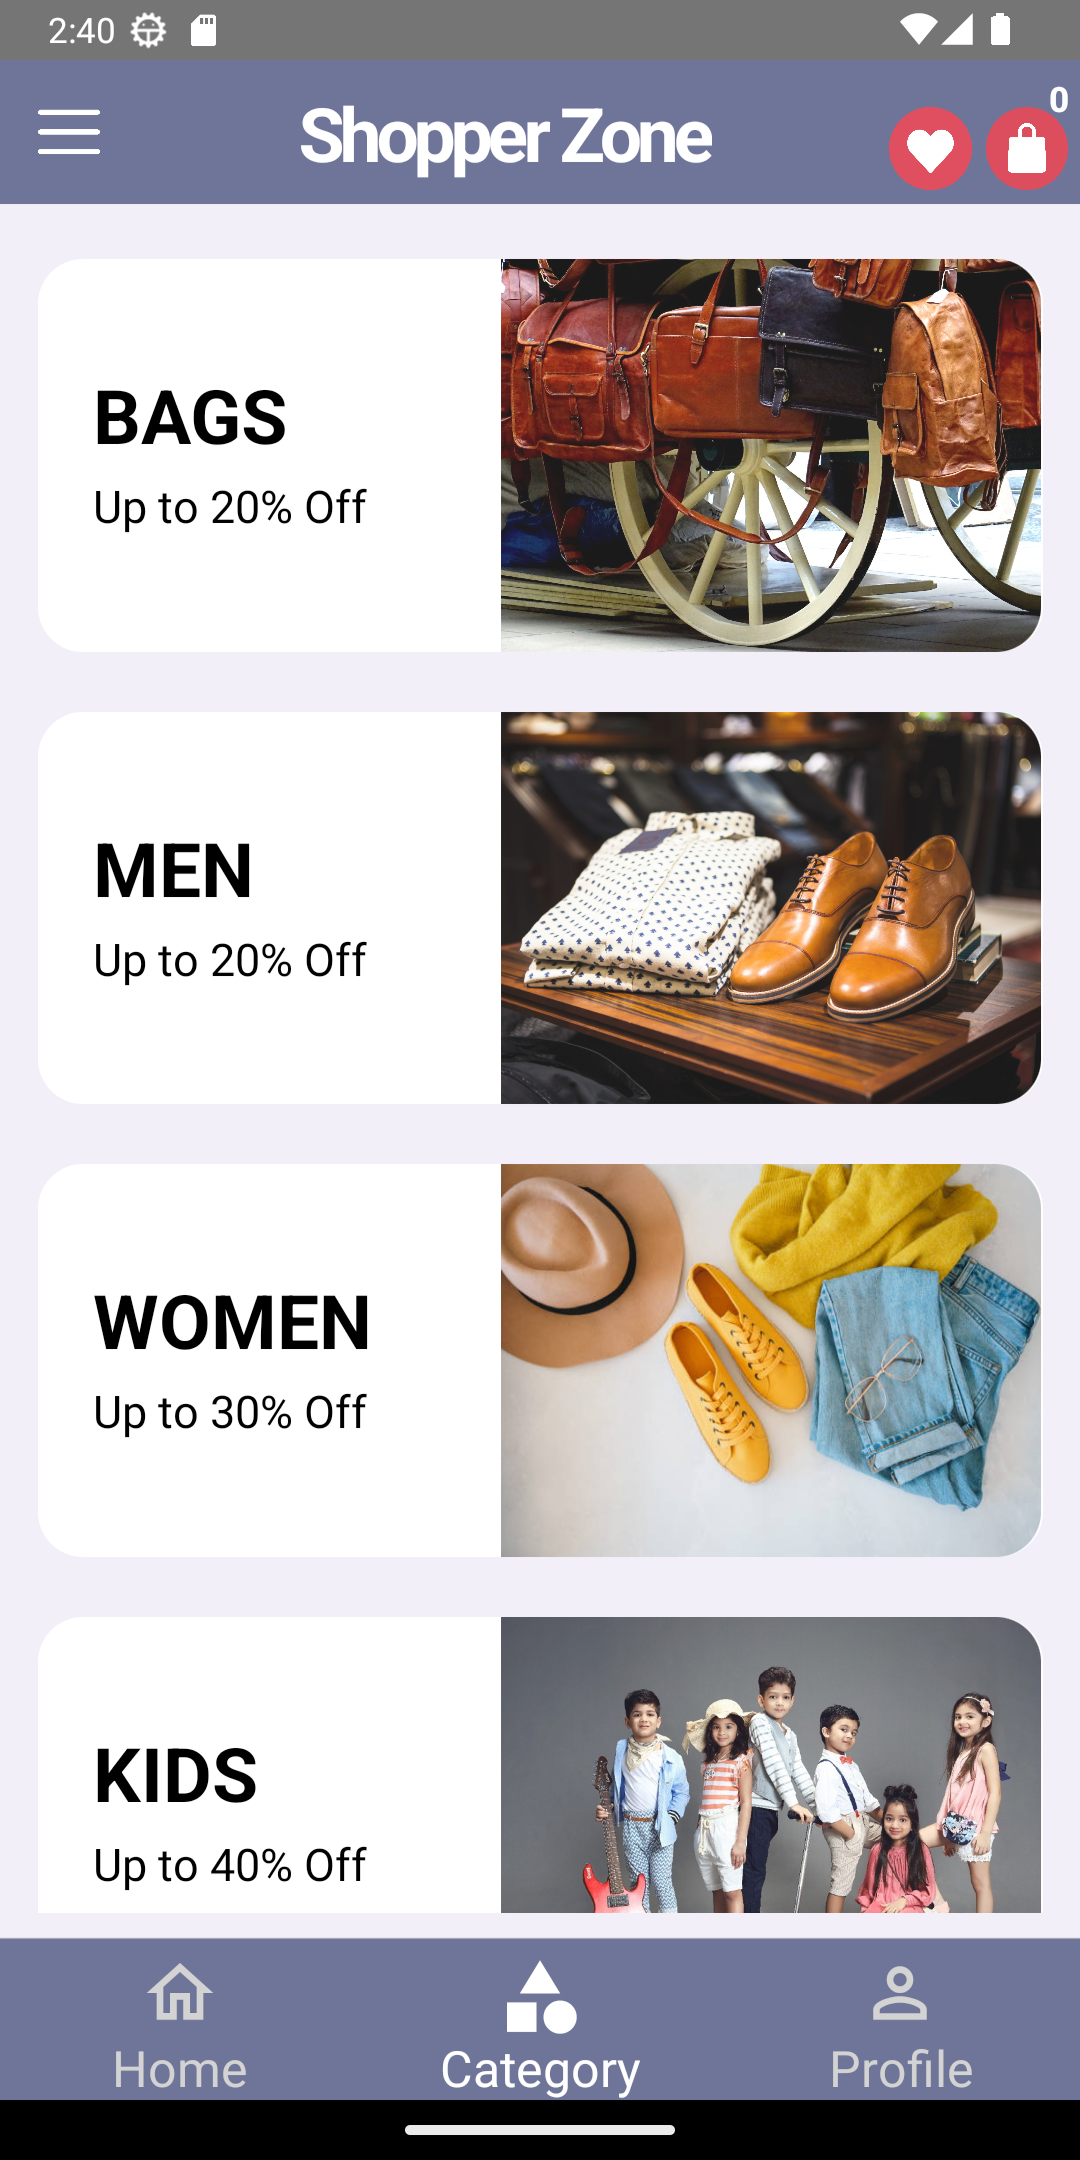 2:40
Shopper Zone
0
BAGS
Up to 20% Off
MEN
Up to 20% Off
WOMEN
Up to 30% Off
KIDS
Up to 40% Off
Home
Category
Profile